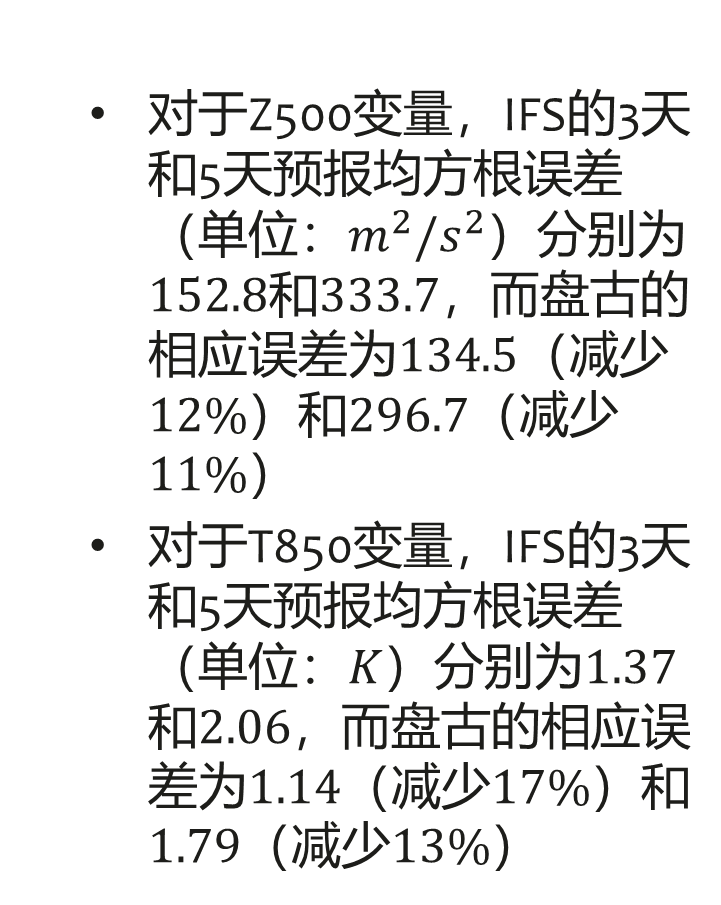 • 对于Z500变量，IFS的3天
和5天预报均方根误差
（单位：m²/s²）分别为
152.8和333.7，而盘古的
相应误差为134.5（减少
12%）和296.7（减少
11%）
• 对于T850变量，IFS的3天
和5天预报均方根误差
（单位：K）分别为1.37
和2.06，而盘古的相应误
差为1.14（减少17%）和
1.79（减少13%）